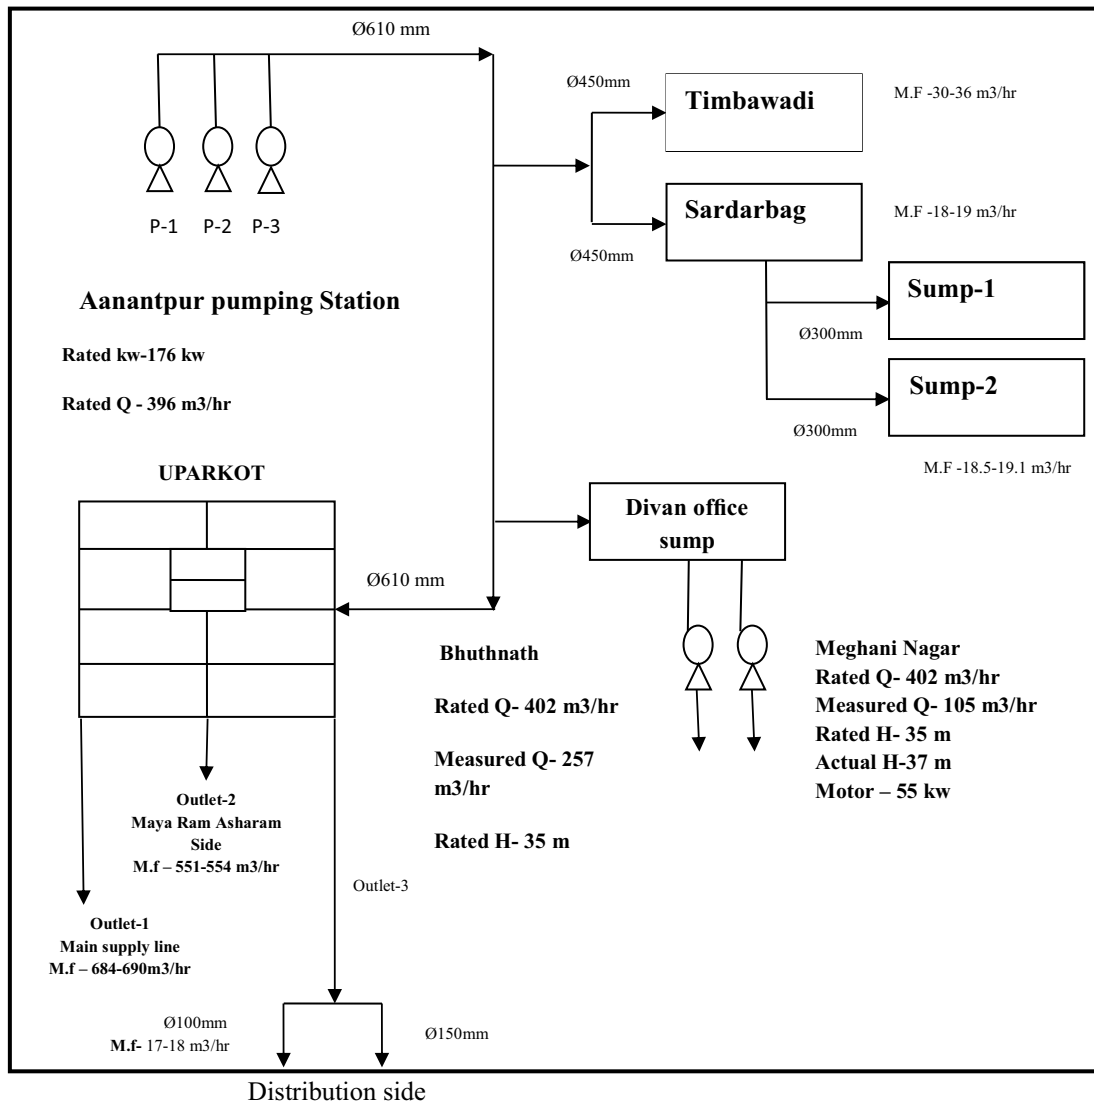 Ø610 mm
Ø450mm
Timbawadi
M.F -30-36 m3/hr
P-1 P-2 P-3
Sardarbag
M.F -18-19 m3/hr
Ø450mm
Aanantpur pumping Station
Rated kw-176 kw
Rated Q - 396 m3/hr
Sump-1
Ø300mm
Sump-2
Ø300mm
M.F -18.5-19.1 m3/hr
UPARKOT
Divan office
sump
Ø610 mm
Bhuthnath
Rated Q- 402 m3/hr
Measured Q- 257
m3/hr
Rated H- 35 m
Meghani Nagar
Rated Q- 402 m3/hr
Measured Q- 105 m3/hr
Rated H- 35 m
Actual H-37 m
Motor – 55 kw
Outlet-2
Maya Ram Asharam
Side
M.f – 551-554 m3/hr
Outlet-3
Outlet-1
Main supply line
M.f – 684-690m3/hr
Ø100mm
M.f- 17-18 m3/hr
Ø150mm
Distribution side